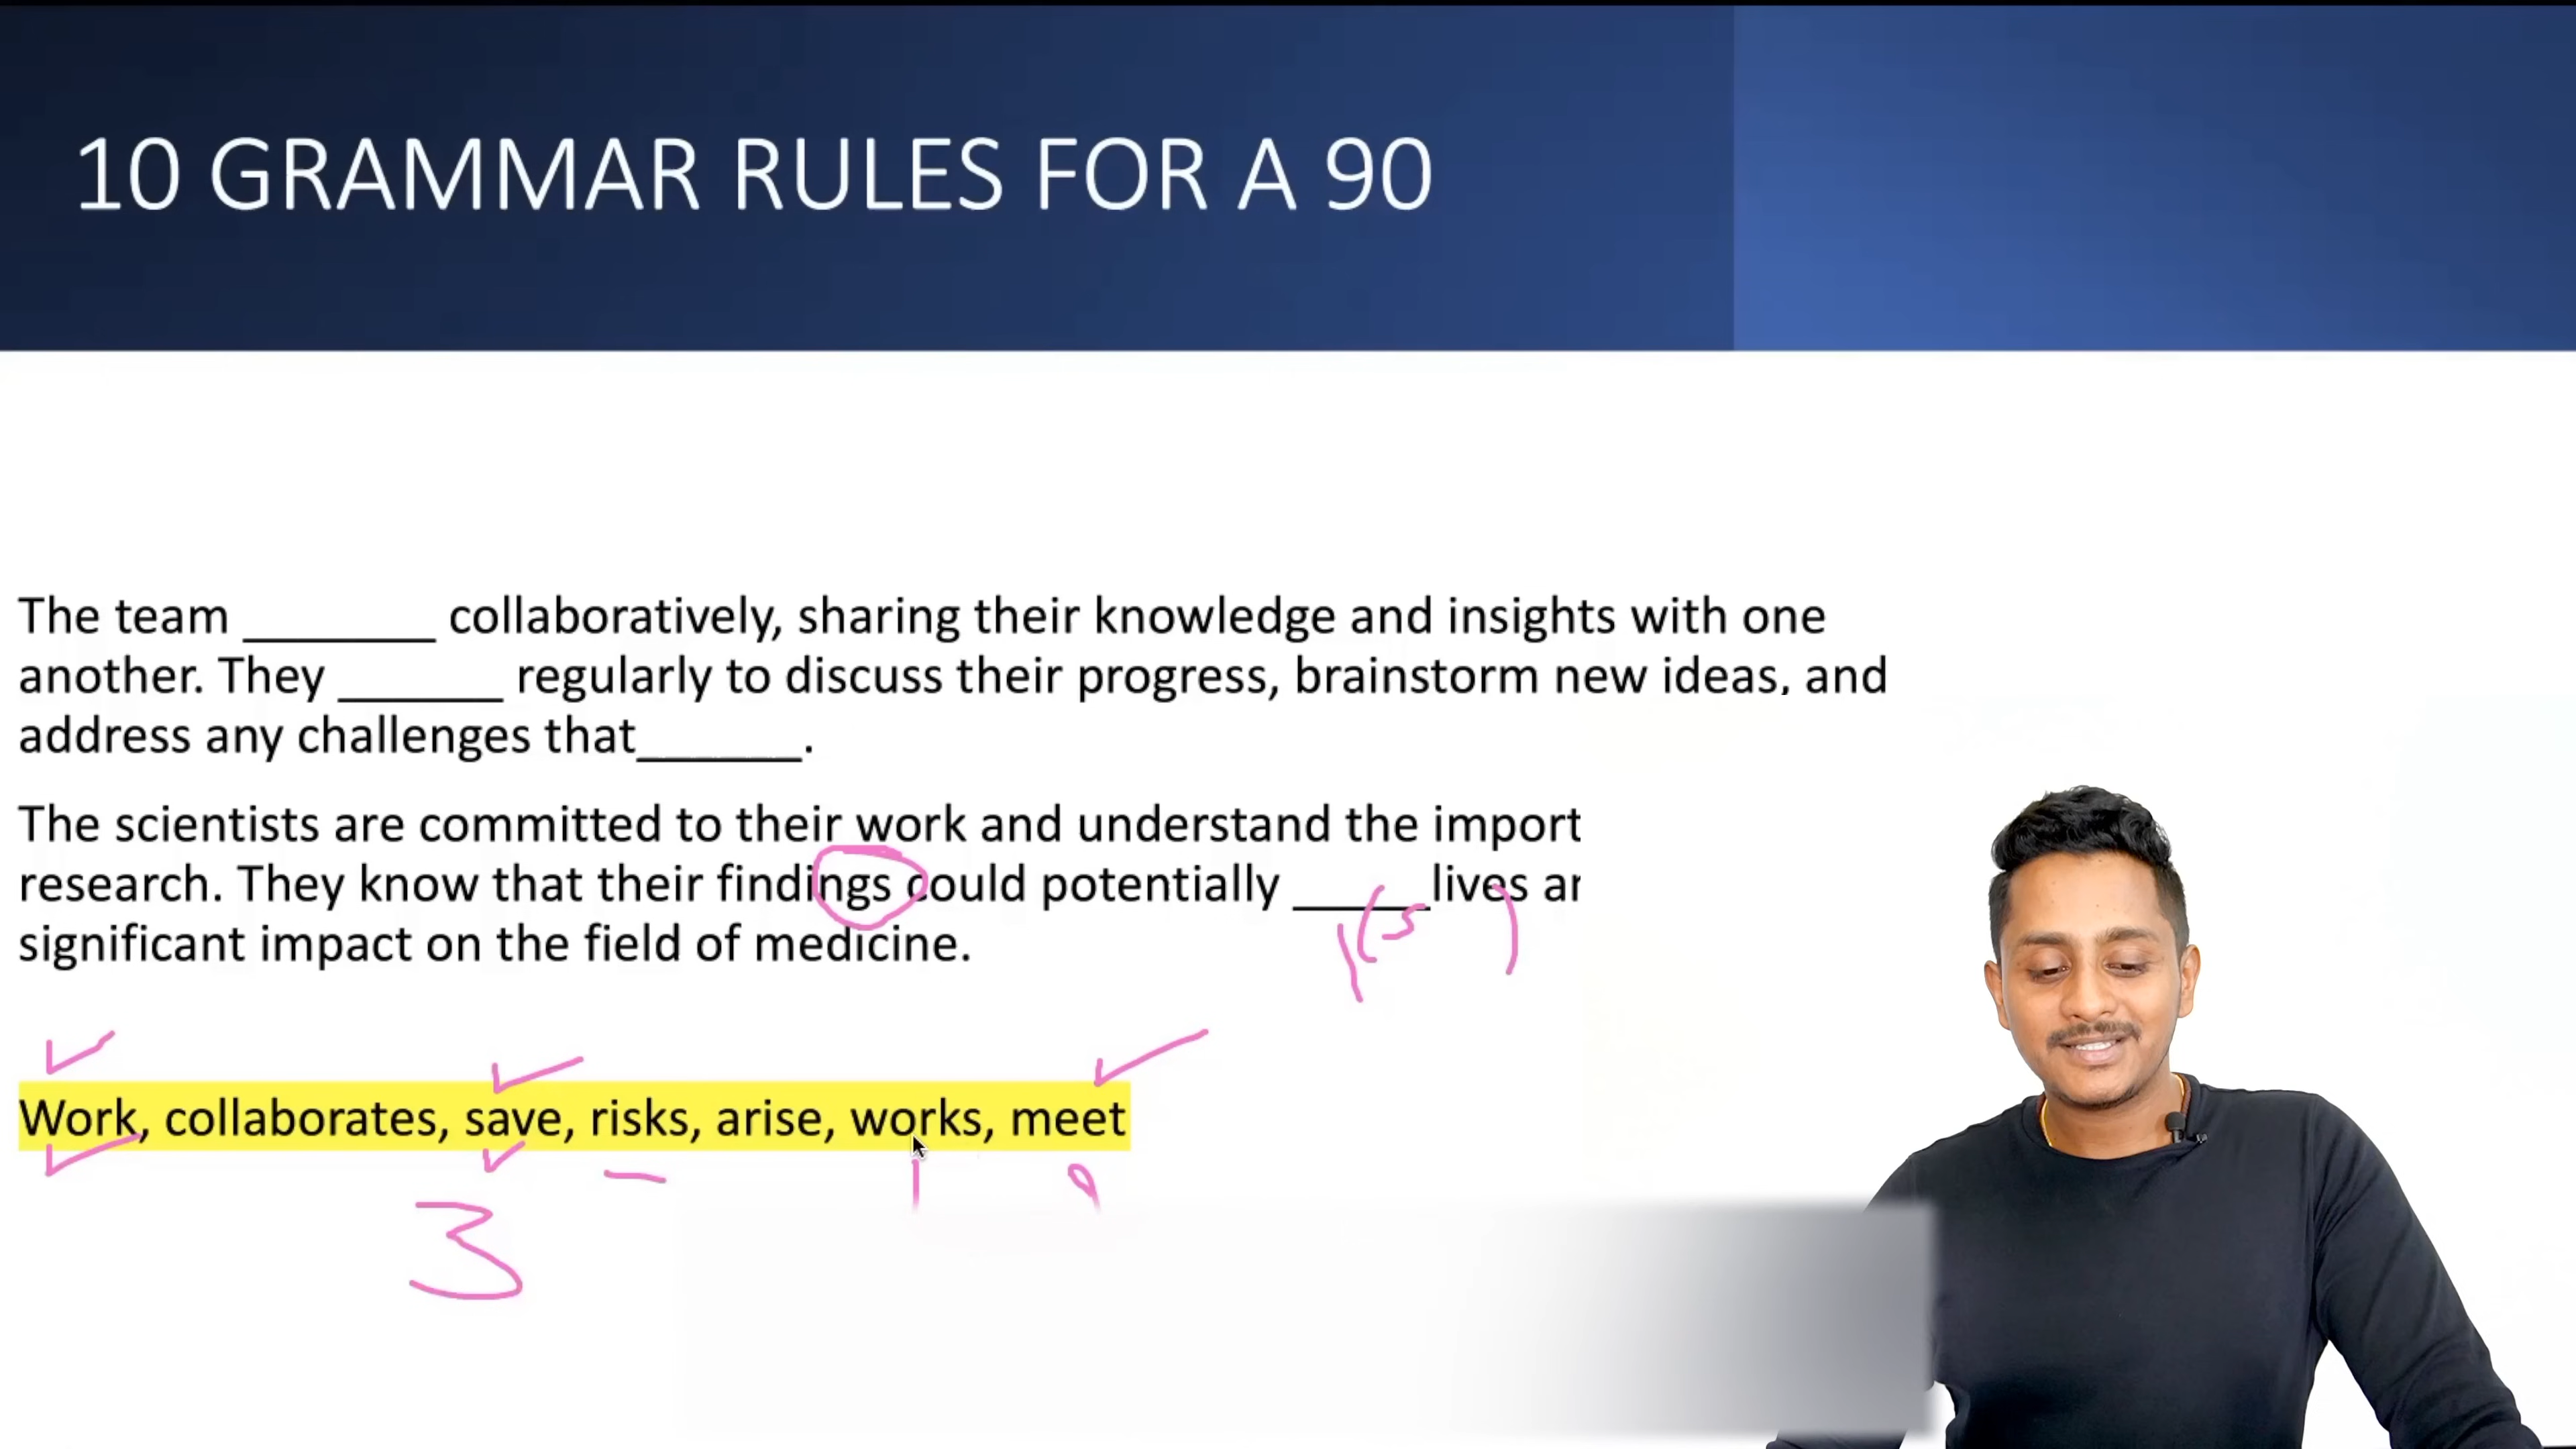 10 GRAMMAR RULES FOR A 90
The team _______ collaboratively, sharing their knowledge and insights with one
another. They ______ regularly to discuss their progress, brainstorm new ideas, and
address any challenges that______.
The scientists are committed to their work and understand the import
research. They know that their findings could potentially _____lives ar
significant impact on the field of medicine.
Work, collaborates, save, risks, arise, works, meet
3